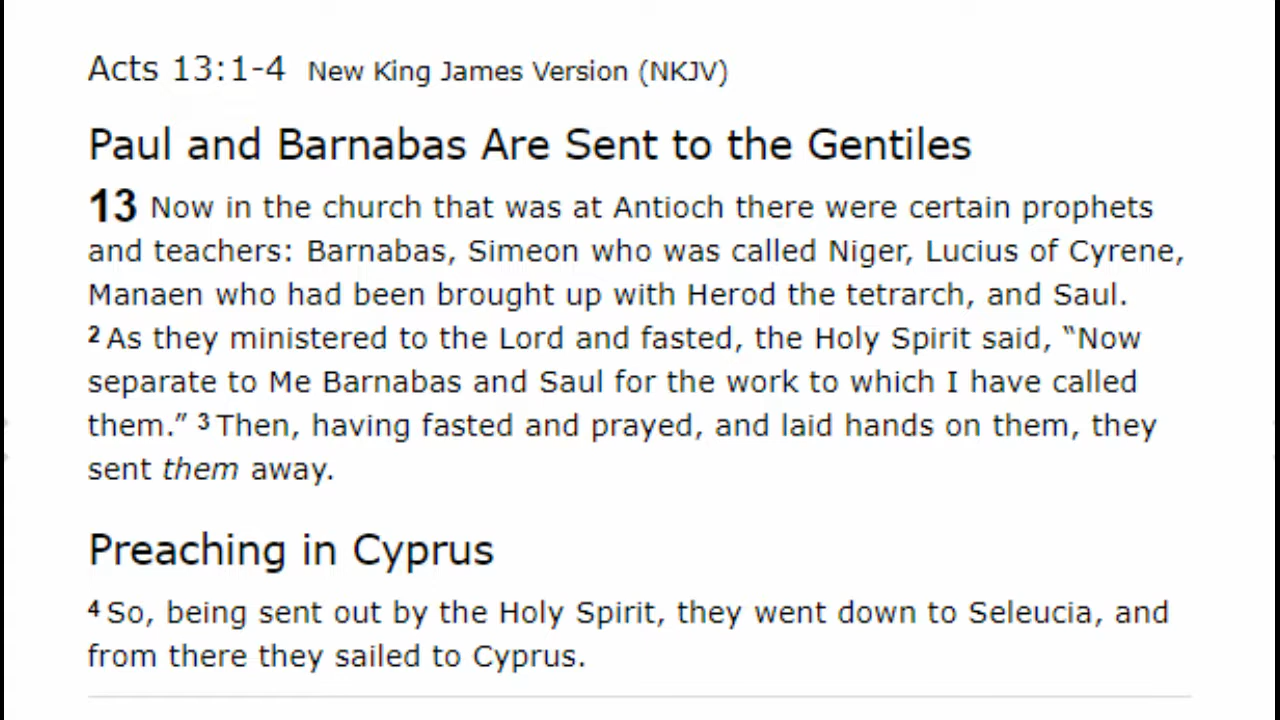 Acts 13:1-4 New King James Version (NKJV)
Paul and Barnabas Are Sent to the Gentiles
13 Now in the church that was at Antioch there were certain prophets
and teachers: Barnabas, Simeon who was called Niger, Lucius of Cyrene,
Manaen who had been brought up with Herod the tetrarch, and Saul.
2 As they ministered to the Lord and fasted, the Holy Spirit said, “Now
separate to Me Barnabas and Saul for the work to which I have called
them.” 3 Then, having fasted and prayed, and laid hands on them, they
sent them away.
Preaching in Cyprus
4 So, being sent out by the Holy Spirit, they went down to Seleucia, and
from there they sailed to Cyprus.